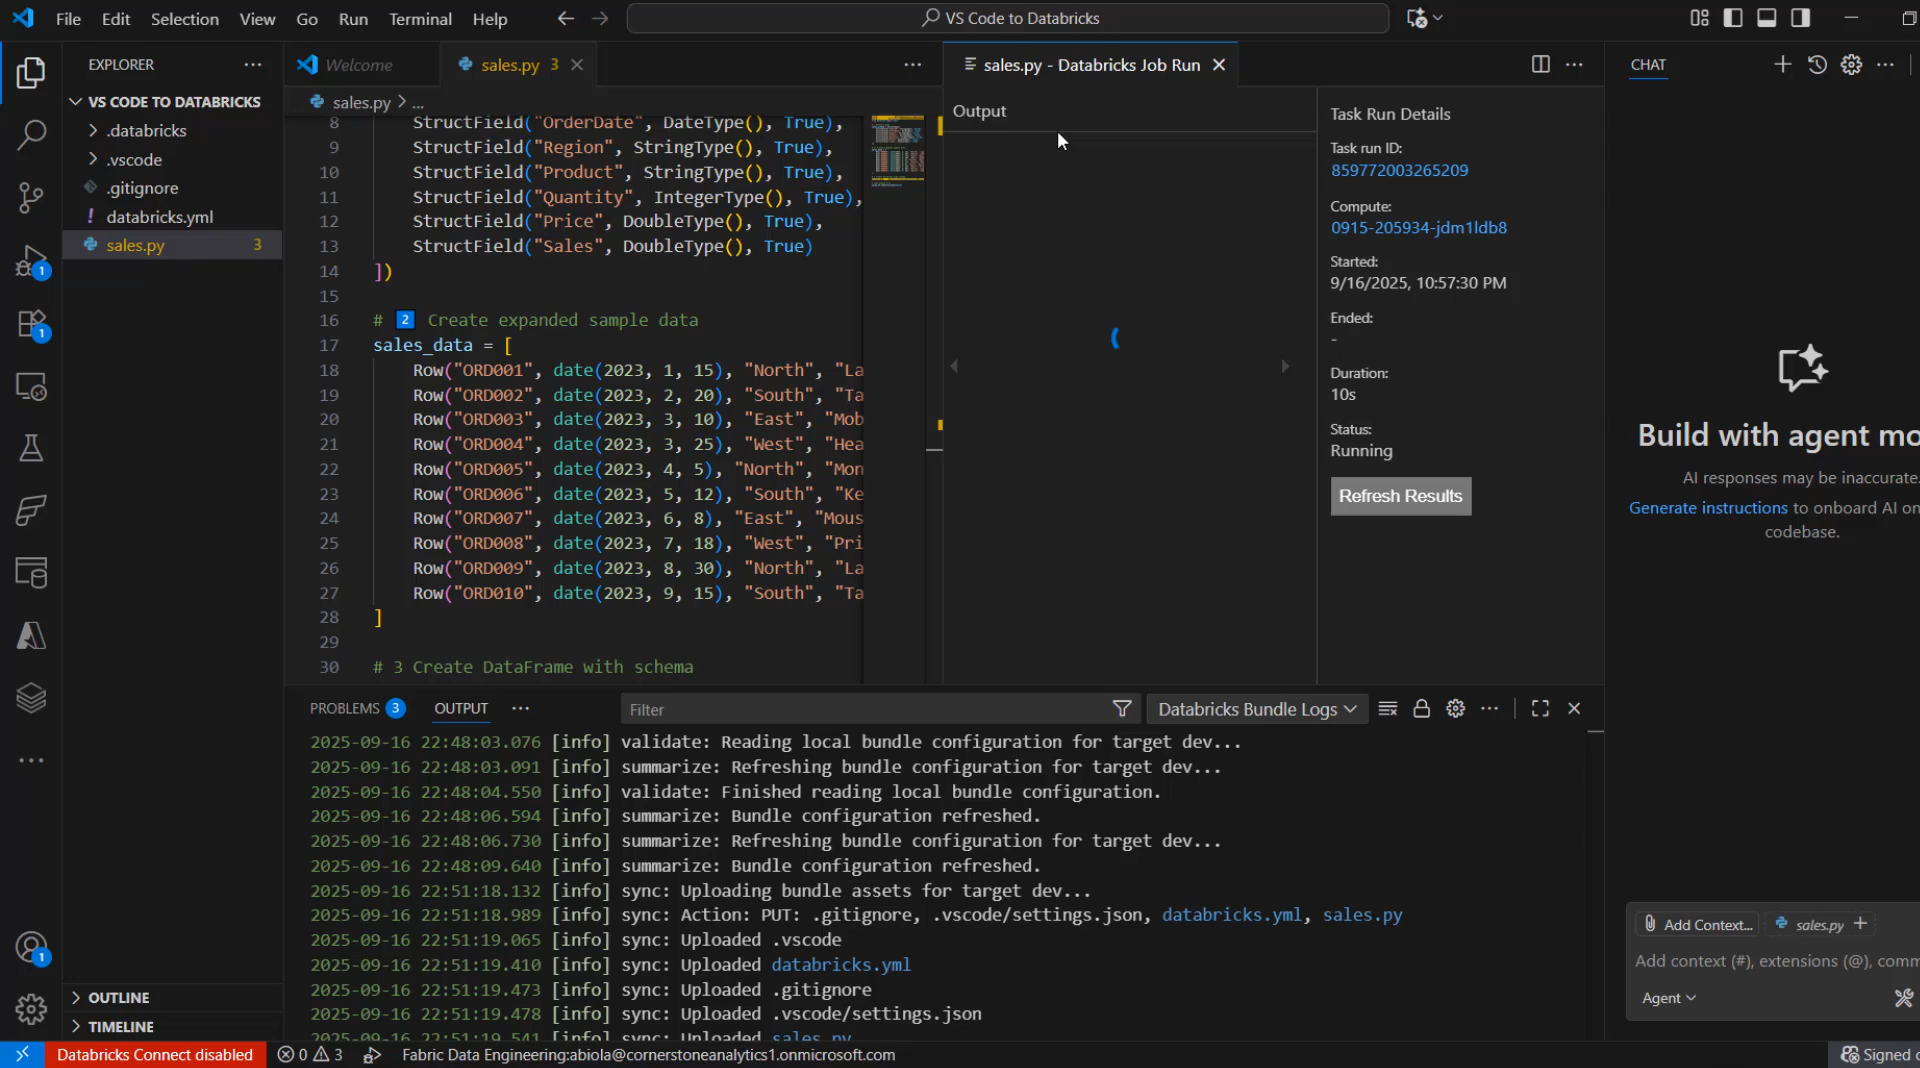 File Edit Selection View Go Run Terminal Help
VS Code to Databricks
EXPLORER
VS CODE TO DATABRICKS
.databricks
.vscode
.gitignore
! databricks.yml
sales.py 3
OUTLINE
TIMELINE
Welcome
sales.py 3
sales.py > ...
8 StructField("OrderDate", DateType(), True),
9 StructField("Region", StringType(), True),
10 StructField("Product", StringType(), True),
11 StructField("Quantity", IntegerType(), True),
12 StructField("Price", DoubleType(), True),
13 StructField("Sales", DoubleType(), True)
14 ])
15
16 # 2 Create expanded sample data
17 sales_data = [
18 Row("ORD001", date(2023, 1, 15), "North", "La
19 Row("ORD002", date(2023, 2, 20), "South", "Ta
20 Row("ORD003", date(2023, 3, 10), "East", "Mob
21 Row("ORD004", date(2023, 3, 25), "West", "Hea
22 Row("ORD005", date(2023, 4, 5), "North", "Mon
23 Row("ORD006", date(2023, 5, 12), "South", "Ke
24 Row("ORD007", date(2023, 6, 8), "East", "Mous
25 Row("ORD008", date(2023, 7, 18), "West", "Pri
26 Row("ORD009", date(2023, 8, 30), "North", "La
27 Row("ORD010", date(2023, 9, 15), "South", "Ta
28 ]
29
30 # 3 Create DataFrame with schema
sales.py - Databricks Job Run
Output
Task Run Details
Task run ID:
859772003265209
Compute:
0915-205934-jdm1ldb8
Started:
9/16/2025, 10:57:30 PM
Ended:
-
Duration:
10s
Status:
Running
Refresh Results
CHAT
Build with agent mo
AI responses may be inaccurate.
Generate instructions to onboard AI on
codebase.
Add Context...
sales.py
Add context (#), extensions (@), comm
Agent
PROBLEMS 3
OUTPUT
Filter
Databricks Bundle Logs
2025-09-16 22:48:03.076 [info] validate: Reading local bundle configuration for target dev...
2025-09-16 22:48:03.091 [info] summarize: Refreshing bundle configuration for target dev...
2025-09-16 22:48:04.550 [info] validate: Finished reading local bundle configuration.
2025-09-16 22:48:06.594 [info] summarize: Bundle configuration refreshed.
2025-09-16 22:48:06.730 [info] summarize: Refreshing bundle configuration for target dev...
2025-09-16 22:48:09.640 [info] summarize: Bundle configuration refreshed.
2025-09-16 22:51:18.132 [info] sync: Uploading bundle assets for target dev...
2025-09-16 22:51:18.989 [info] sync: Action: PUT: .gitignore, .vscode/settings.json, databricks.yml, sales.py
2025-09-16 22:51:19.065 [info] sync: Uploaded .vscode
2025-09-16 22:51:19.410 [info] sync: Uploaded databricks.yml
2025-09-16 22:51:19.473 [info] sync: Uploaded .gitignore
2025-09-16 22:51:19.478 [info] sync: Uploaded .vscode/settings.json
2025-09-16 22:51:19.541 [info] sync: Uploaded sales.py
Databricks Connect disabled
0 3
Fabric Data Engineering:abiola@cornerstoneanalytics1.onmicrosoft.com
Signed o